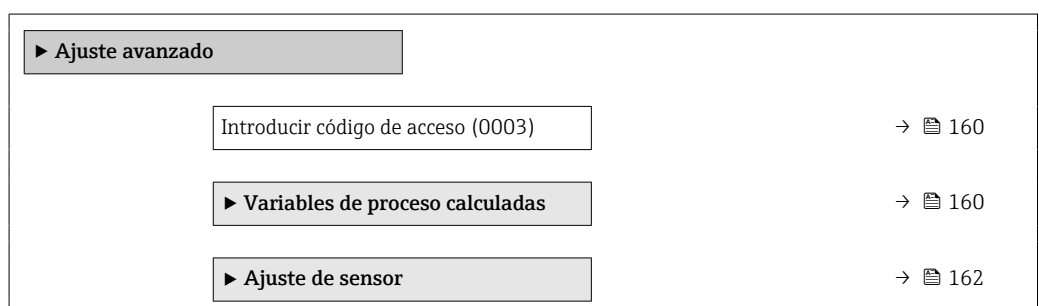 ▶ Ajuste avanzado
Introducir código de acceso (0003) → 160
▶ Variables de proceso calculadas → 160
▶ Ajuste de sensor → 162